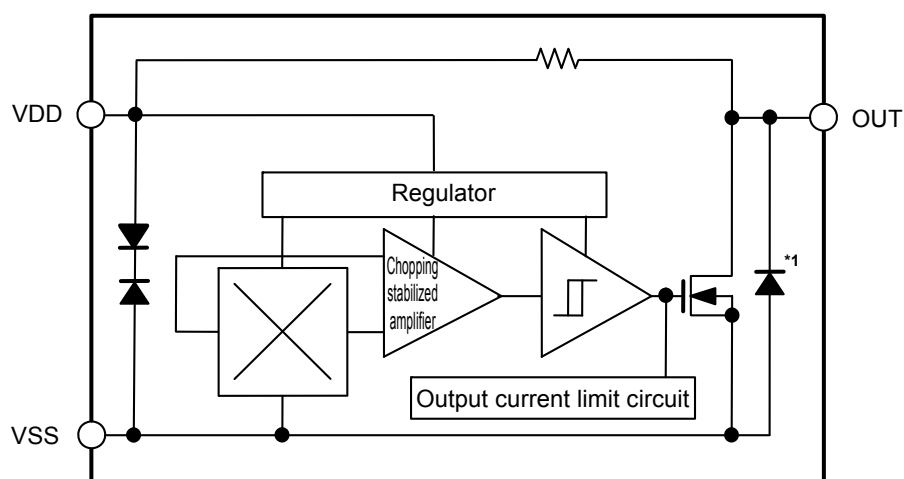 VDD
OUT
Regulator
Chopping
stabilized
amplifier
*1
Output current limit circuit
VSS